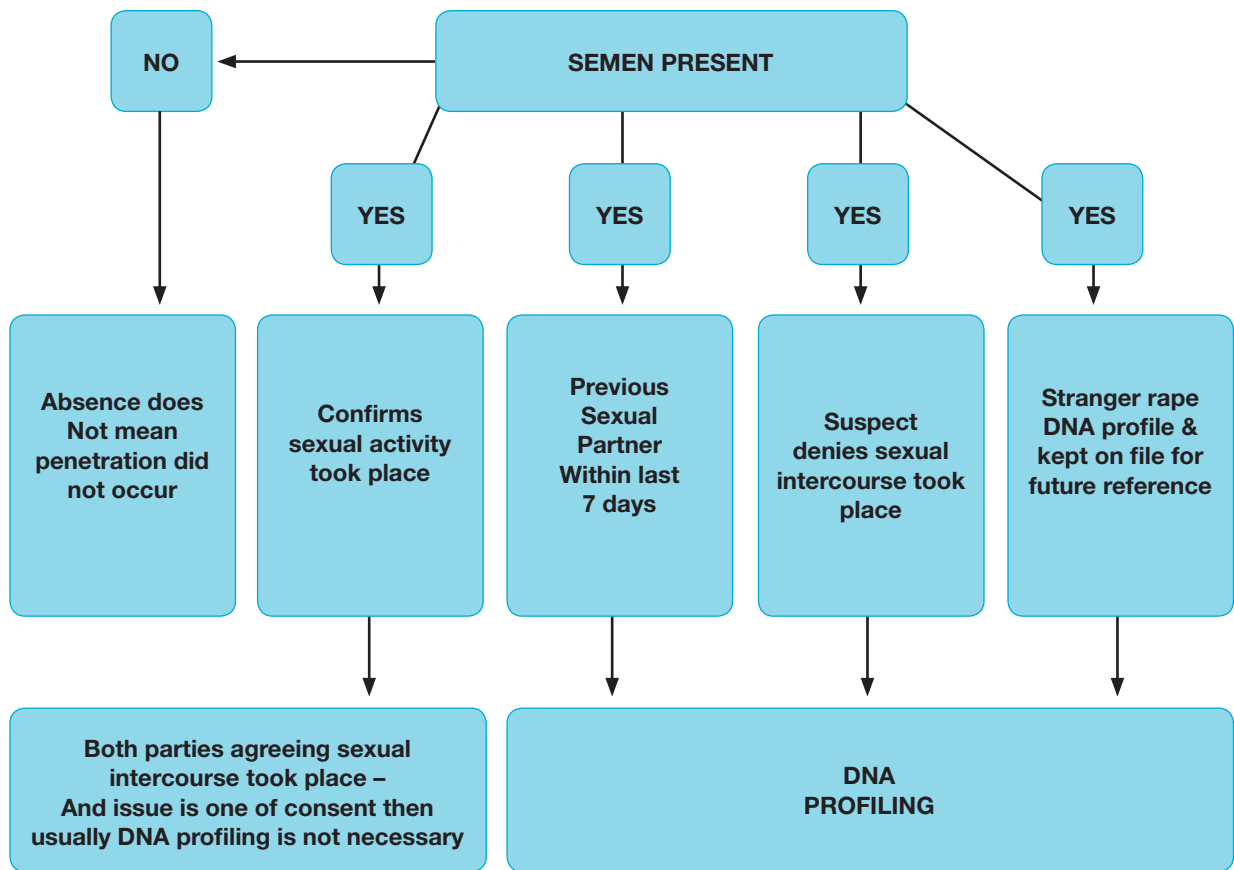 NO
SEMEN PRESENT
YES
YES
YES
YES
Absence does
Not mean
penetration did
not occur
Confirms
sexual activity
took place
Previous
Sexual
Partner
Within last
7 days
Suspect
denies sexual
intercourse took
place
Stranger rape
DNA profile &
kept on file for
future reference
Both parties agreeing sexual
intercourse took place –
And issue is one of consent then
usually DNA profiling is not necessary
DNA
PROFILING